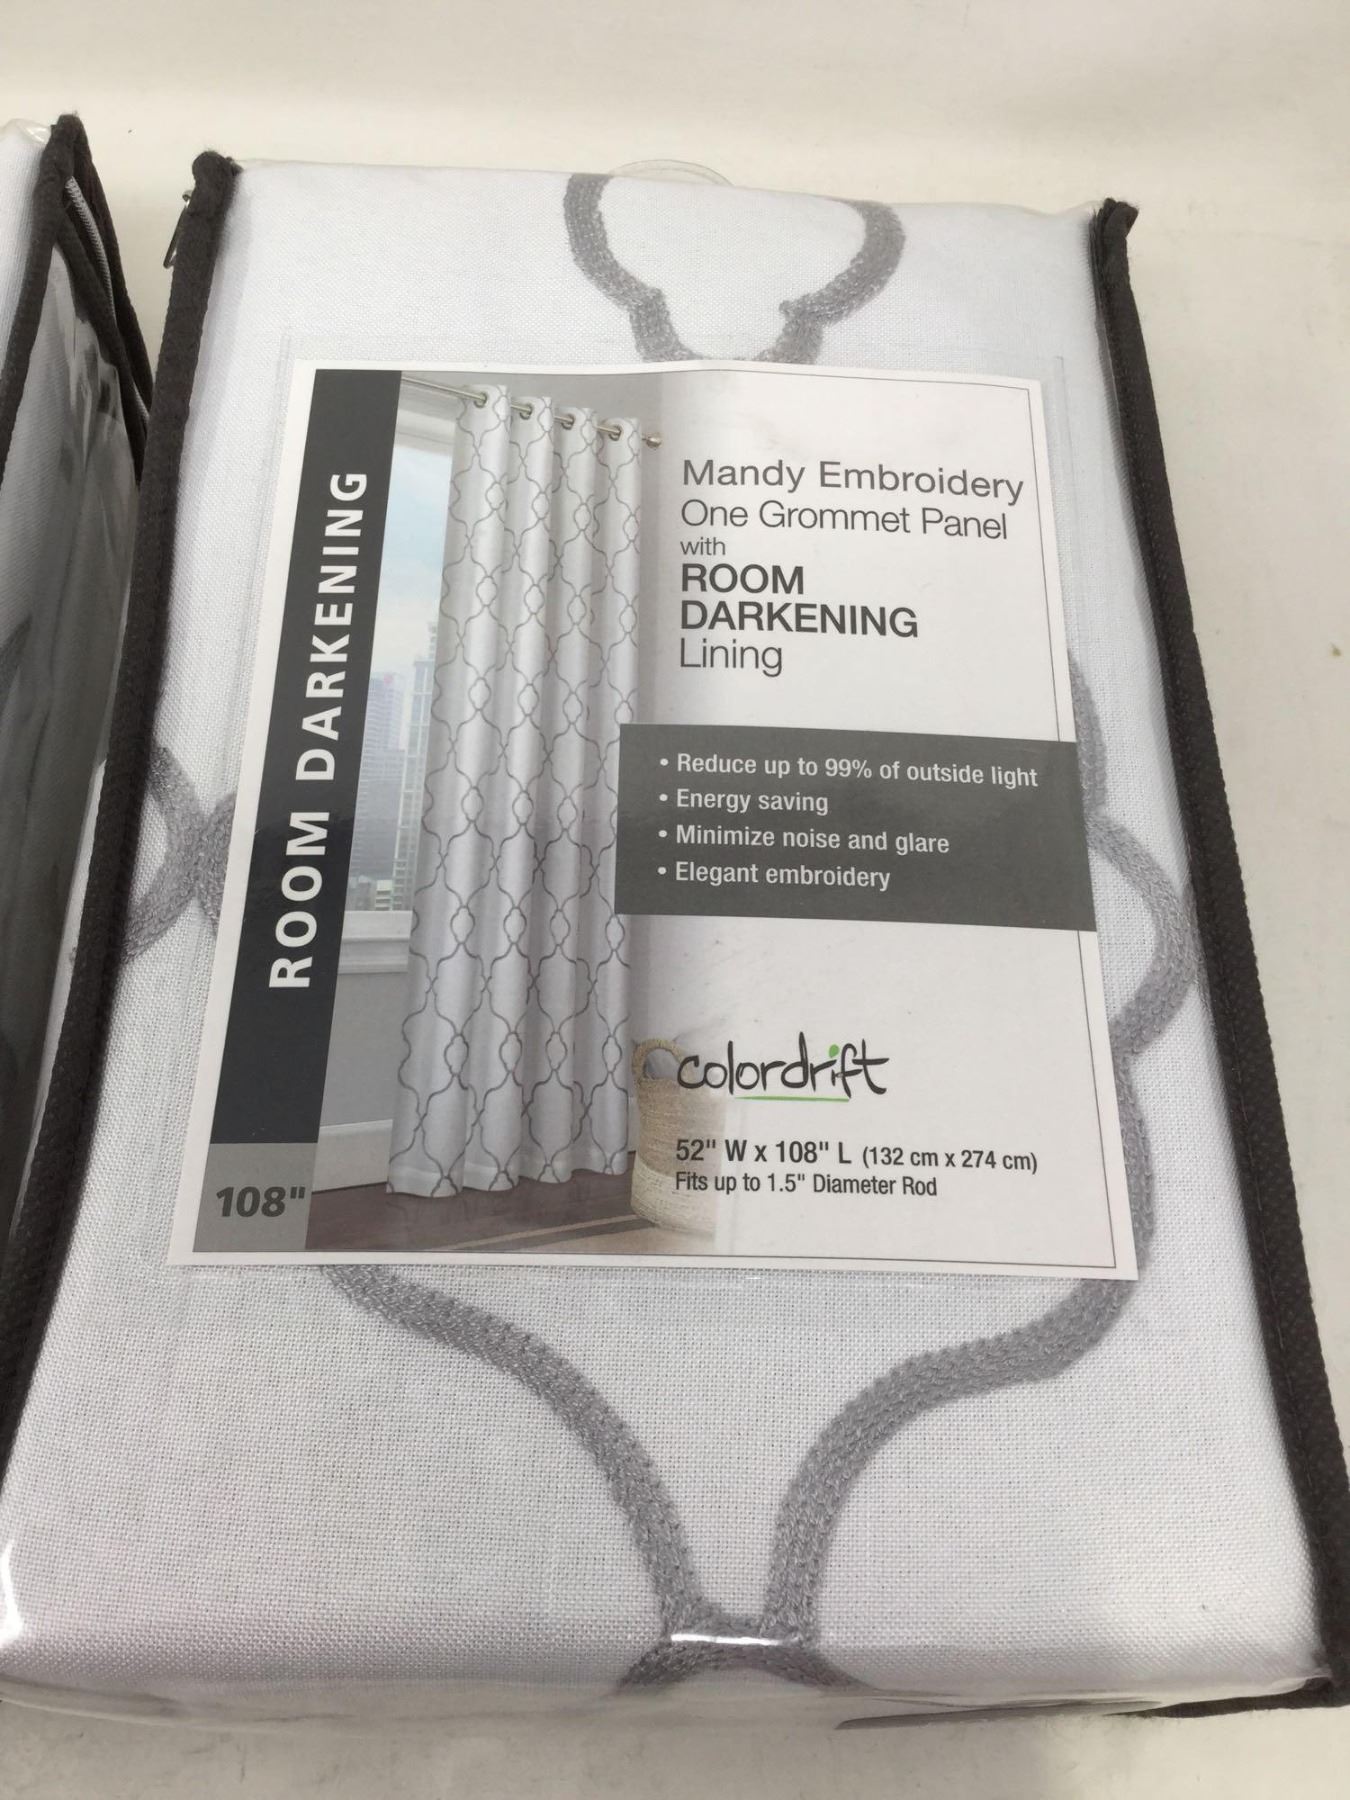 ROOM DARKENING
108"
Mandy Embroidery
One Grommet Panel
with
ROOM
DARKENING
Lining
• Reduce up to 99% of outside light
• Energy saving
• Minimize noise and glare
• Elegant embroidery
colordrift
52" W x 108" L (132 cm x 274 cm)
Fits up to 1.5" Diameter Rod